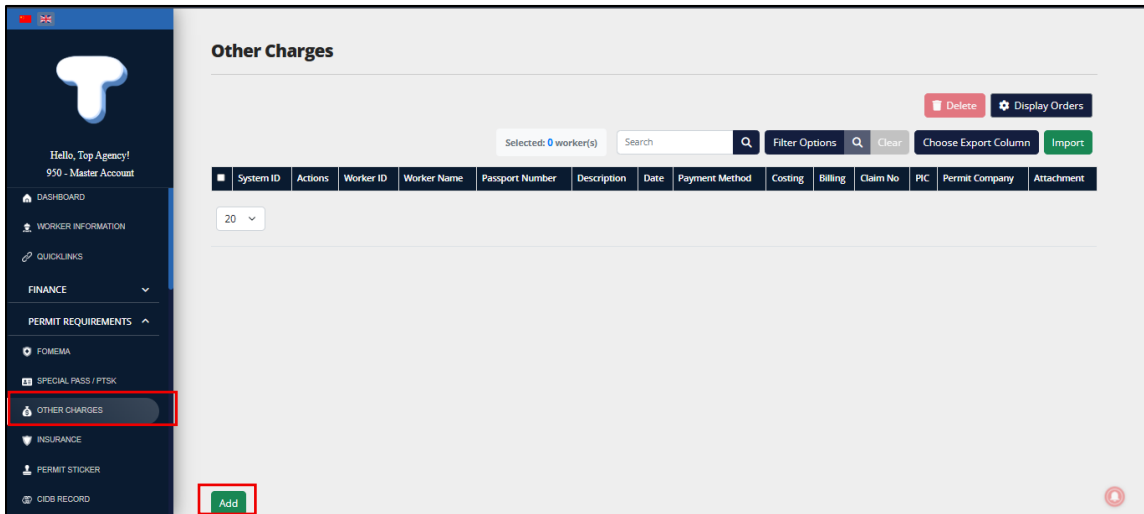 Hello, Top Agency!
950 - Master Account
DASHBOARD
WORKER INFORMATION
QUICKLINKS
FINANCE
PERMIT REQUIREMENTS
FOMEMA
SPECIAL PASS / PTSK
OTHER CHARGES
INSURANCE
PERMIT STICKER
CIDB RECORD
Other Charges
Delete Display Orders
Selected: 0 worker(s) Search Filter Options Clear Choose Export Column Import
System ID Actions Worker ID Worker Name Passport Number Description Date Payment Method Costing Billing Claim No PIC Permit Company Attachment
20
Add